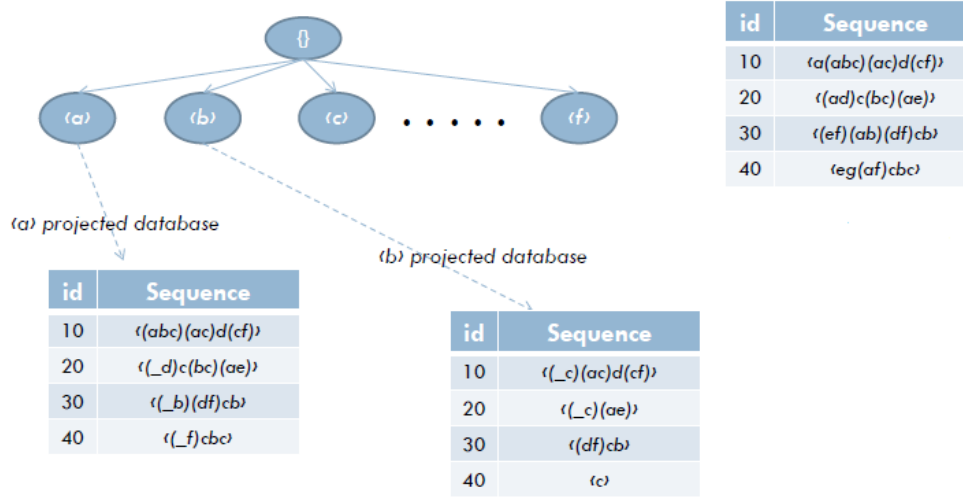 {}
‹a› ‹b› ‹c› . . . . . ‹f›
id Sequence
10 ‹a(abc)(ac)d(cf)›
20 ‹(ad)c(bc)(ae)›
30 ‹(ef)(ab)(df)cb›
40 ‹eg(af)cbc›
‹a› projected database
id Sequence
10 ‹(abc)(ac)d(cf)›
20 ‹(_d)c(bc)(ae)›
30 ‹(_b)(df)cb›
40 ‹(_f)cbc›
‹b› projected database
id Sequence
10 ‹(_c)(ac)d(cf)›
20 ‹(_c)(ae)›
30 ‹(df)cb›
40 ‹c›